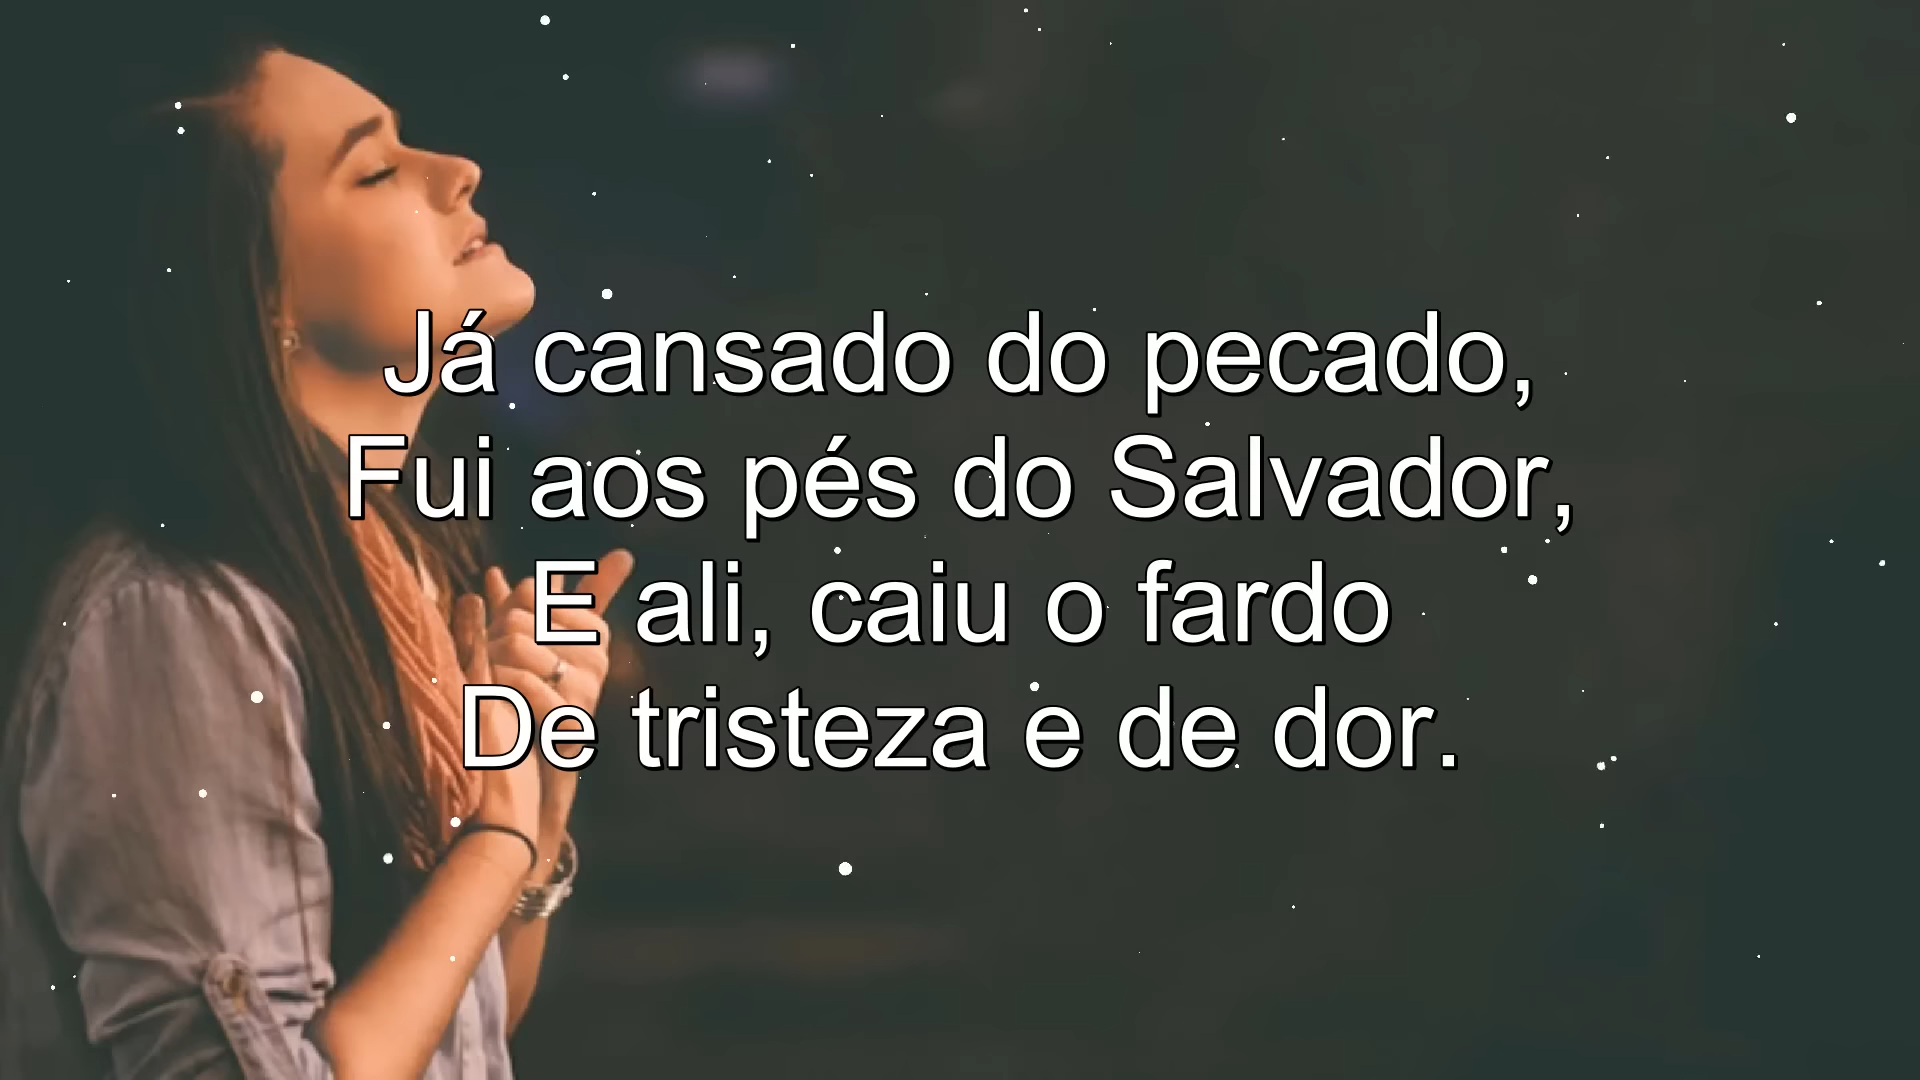 Já cansado do pecado,
Fui aos pés do Salvador,
E ali, caiu o fardo
De tristeza e de dor.